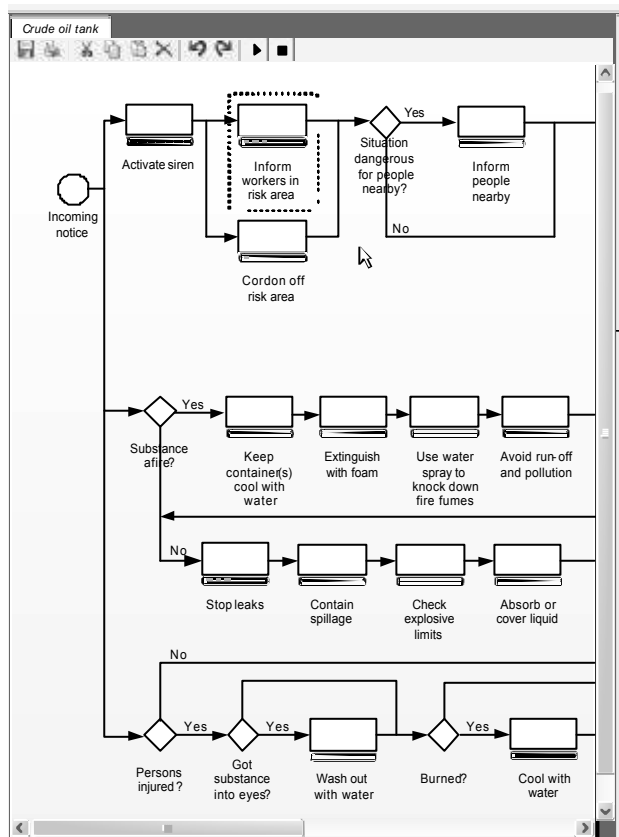 Crude oil tank
Yes
Activate siren
Inform
workers in
risk area
Situation
dangerous
for people
nearby?
Inform
people
nearby
Incoming
notice
No
Cordon off
risk area
Yes
Substance
afire?
Keep
container(s)
cool with
water
Extinguish
with foam
Use water
spray to
knock down
fire fumes
Avoid run-off
and pollution
No
Stop leaks
Contain
spillage
Check
explosive
limits
Absorb or
cover liquid
No
Yes
Yes
Yes
Persons
injured?
Got
substance
into eyes?
Wash out
with water
Burned?
Cool with
water